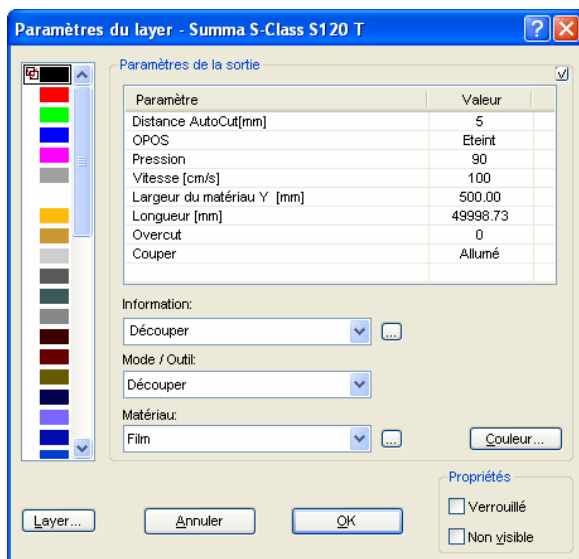 Paramètres du layer - Summa S-Class S120 T
Paramètres de la sortie
Paramètre Valeur
Distance AutoCut[mm] 5
OPOS Eteint
Pression 90
Vitesse [cm/s] 100
Largeur du matériau Y [mm] 500.00
Longueur [mm] 49998.73
Overcut 0
Couper Allumé
Information:
Découper
...
Mode / Outil:
Découper
Matériau:
Film
...
Couleur...
Propriétés
Verrouillé
Non visible
Layer...
Annuler
OK